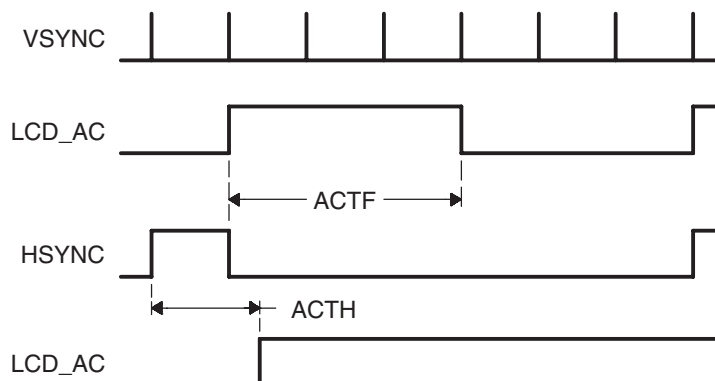 VSYNC
LCD_AC
ACTF
HSYNC
ACTH
LCD_AC